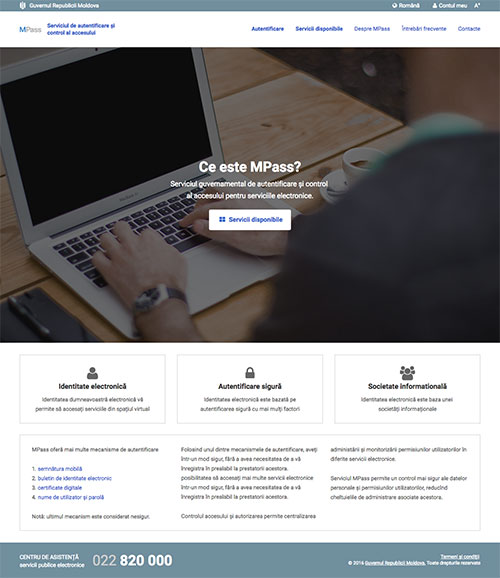 Guvernul Republicii Moldova
Română
Contul meu
A+
MPass
Serviciul de autentificare și
control al accesului
Autentificare
Servicii disponibile
Despre MPass
Întrebări frecvente
Contacte
Ce este MPass?
Serviciul guvernamental de autentificare și control
al accesului pentru serviciile electronice.
Servicii disponibile
Identitate electronică
Identitatea dumneavoastră electronică vă
permite să accesați serviciile din spațiul virtual
Autentificare sigură
Identitatea electronică este bazată pe
autentificarea sigură cu mai mulți factori
Societate informatională
Identitatea electronică este baza unei
societăți informaționale
MPass oferă mai multe mecanisme de autentificare
1. semnătura mobilă
2. buletin de identitate electronic
3. certificate digitale
4. nume de utilizator și parolă
Notă: ultimul mecanism este considerat nesigur.
Folosind unul dintre mecanismele de autentificare, aveți
într-un mod sigur, fără a avea necesitatea de a vă
înregistra în prealabil la prestatorii acestora.
posibilitatea să accesați mai multe servicii electronice
într-un mod sigur, fără a avea necesitatea de a vă
înregistra în prealabil la prestatorii acestora.
Controlul accesului și autorizarea permite centralizarea
administrării și monitorizării permisiunilor utilizatorilor în
diferite servicii electronice.
Serviciul MPass permite un control mai sigur ale datelor
personale și permisiunilor utilizatorilor, reducînd
cheltuielile de administrare asociate acestora.
CENTRU DE ASISTENȚĂ
servicii publice electronice
022 820 000
Termeni și condiții
© 2016 Guvernul Republicii Moldova, Toate drepturile rezervate